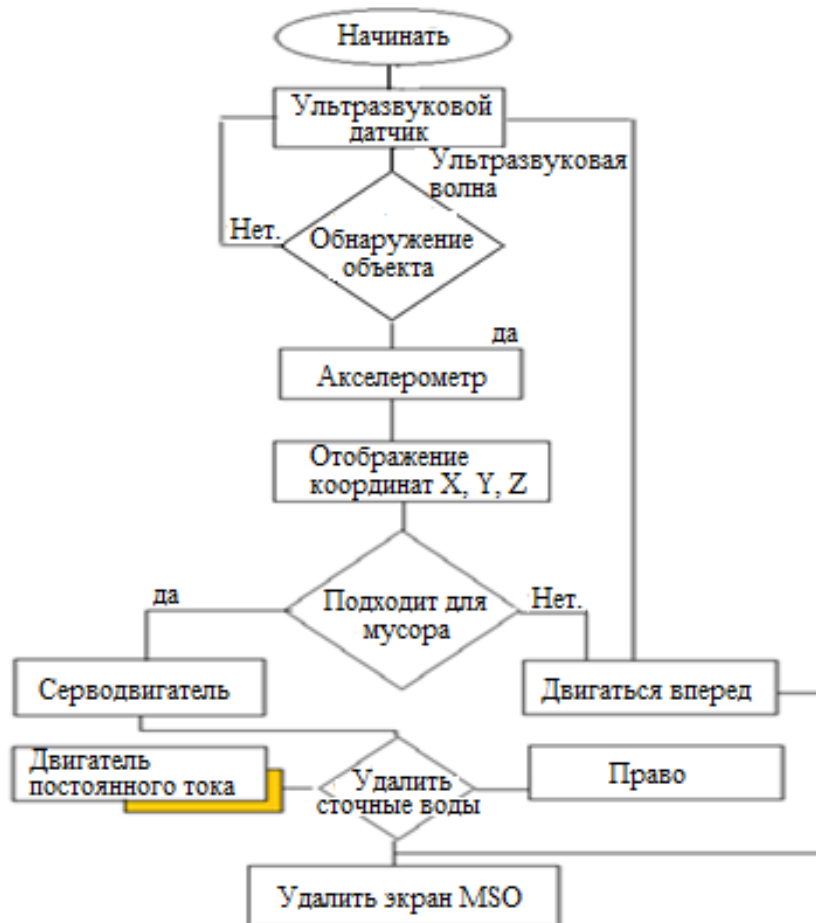 Начинать
Ультразвуковой
датчик
Ультразвуковая
волна
Нет.
Обнаружение
объекта
да
Акселерометр
Отображение
координат X, Y, Z
да
Подходит для
мусора
Нет.
Серводвигатель
Двигаться вперед
Двигатель
постоянного тока
Удалить
сточные воды
Право
Удалить экран MSO